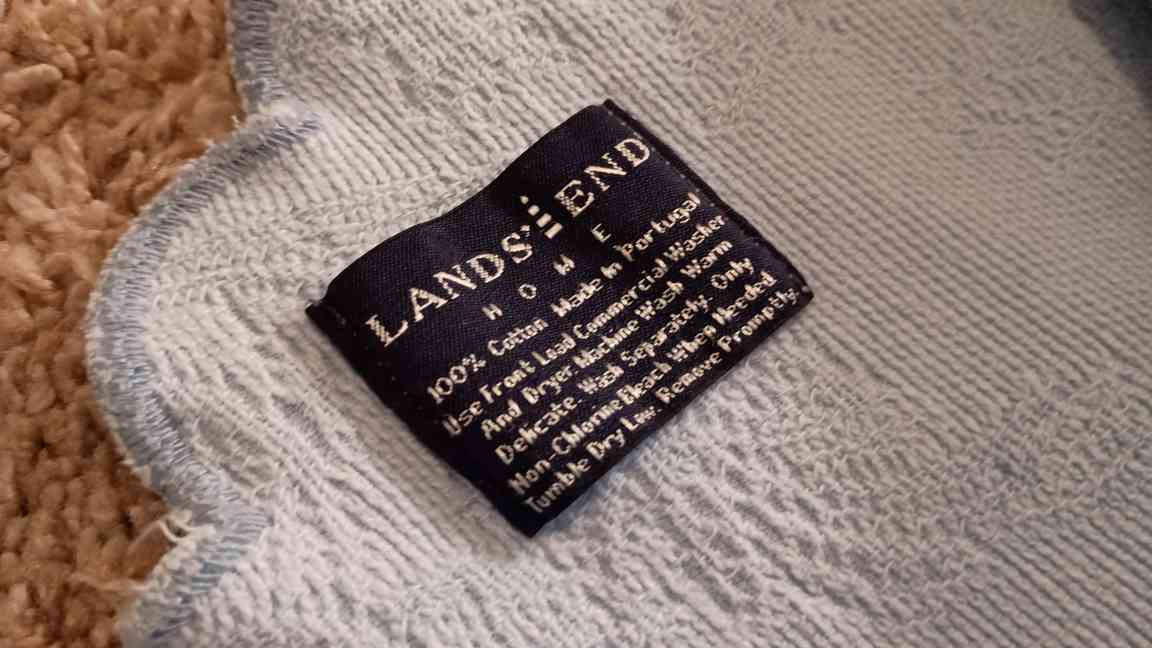 LANDS' END
HOME
100% Cotton Made In Portugal
Use Front Load Commercial Washer
And Dryer. Machine Wash Warm
Delicate. Wash Separately. Only
Non-Chlorine Bleach When Needed
Tumble Dry Low. Remove Promptly.